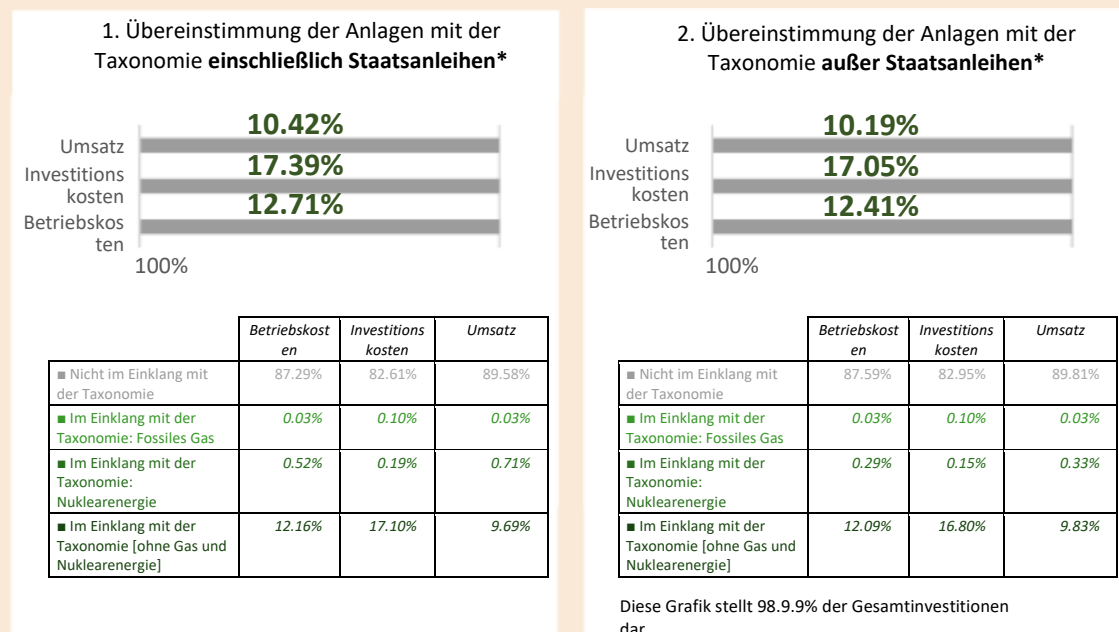 1. Übereinstimmung der Anlagen mit der
Taxonomie einschließlich Staatsanleihen*
10.42%
Umsatz
17.39%
Investitions
kosten
12.71%
Betriebskos
ten
100%
Betriebskost
en
Investitions
kosten
Umsatz
■ Nicht im Einklang mit
der Taxonomie
87.29% 82.61% 89.58%
■ Im Einklang mit der
Taxonomie: Fossiles Gas
0.03% 0.10% 0.03%
■ Im Einklang mit der
Taxonomie:
Nuklearenergie
0.52% 0.19% 0.71%
■ Im Einklang mit der
Taxonomie [ohne Gas und
Nuklearenergie]
12.16% 17.10% 9.69%
2. Übereinstimmung der Anlagen mit der
Taxonomie außer Staatsanleihen*
10.19%
Umsatz
17.05%
Investitions
kosten
12.41%
Betriebskos
ten
100%
Betriebskost
en
Investitions
kosten
Umsatz
■ Nicht im Einklang mit
der Taxonomie
87.59% 82.95% 89.81%
■ Im Einklang mit der
Taxonomie: Fossiles Gas
0.03% 0.10% 0.03%
■ Im Einklang mit der
Taxonomie:
Nuklearenergie
0.29% 0.15% 0.33%
■ Im Einklang mit der
Taxonomie [ohne Gas und
Nuklearenergie]
12.09% 16.80% 9.83%
Diese Grafik stellt 98.9.9% der Gesamtinvestitionen
dar